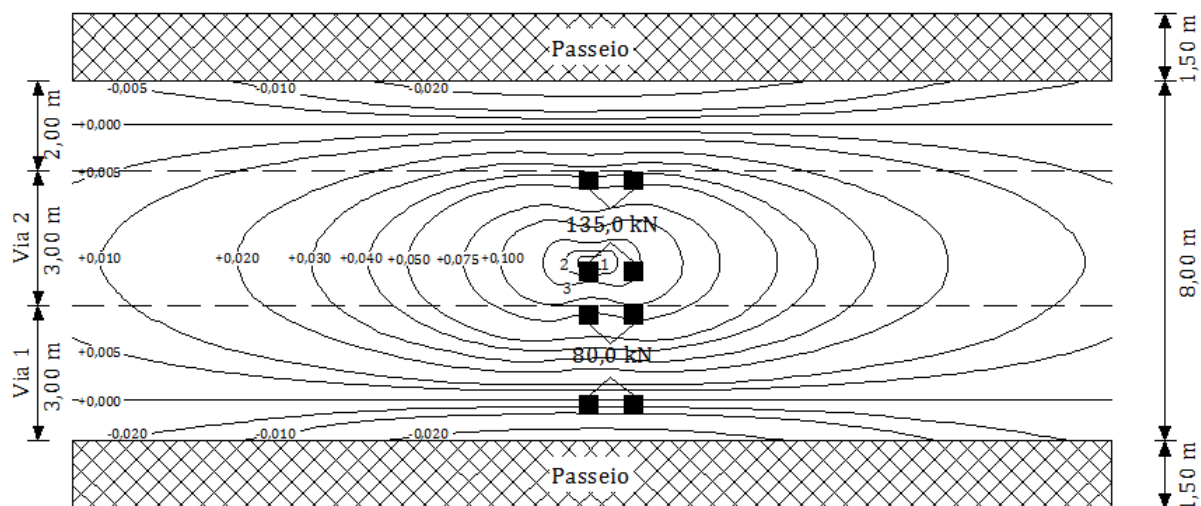 Passeio
1,50 m
-0,005
-0,010
-0,020
2,00 m
+0,000
+0,005
135,0 kN
Via 2
3,00 m
8,00 m
+0,010
+0,020
+0,030
+0,040
+0,050
+0,075
+0,100
2
1
3
Via 1
3,00 m
+0,005
80,0 kN
+0,000
-0,020
-0,010
-0,020
Passeio
1,50 m